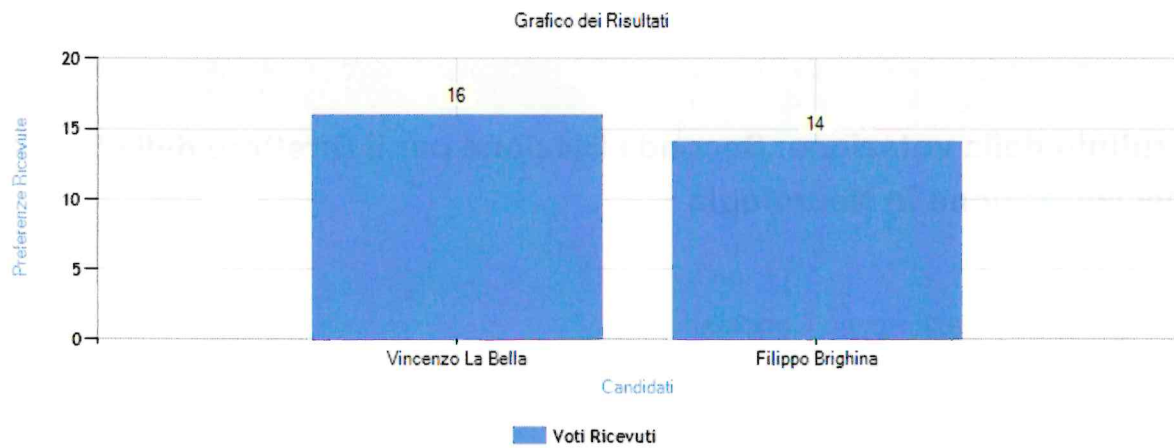 Grafico dei Risultati
20
15
10
5
0
Preferenze Ricevute
16
14
Vincenzo La Bella
Filippo Brighina
Candidati
Voti Ricevuti